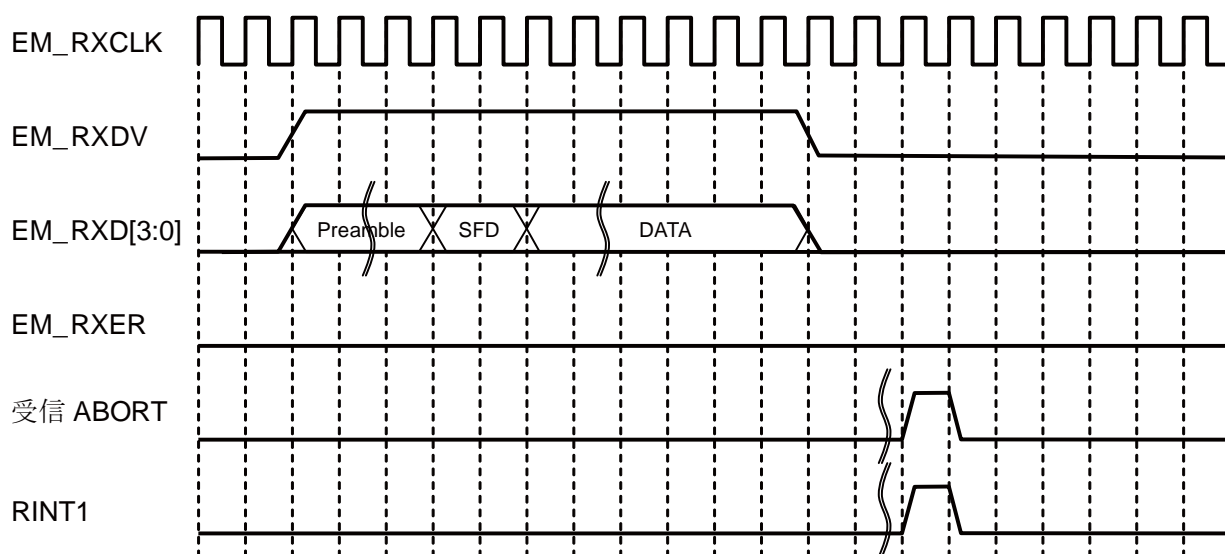 EM_RXCLK
EM_RXDV
EM_RXD[3:0]
Preamble SFD DATA
EM_RXER
受信 ABORT
RINT1